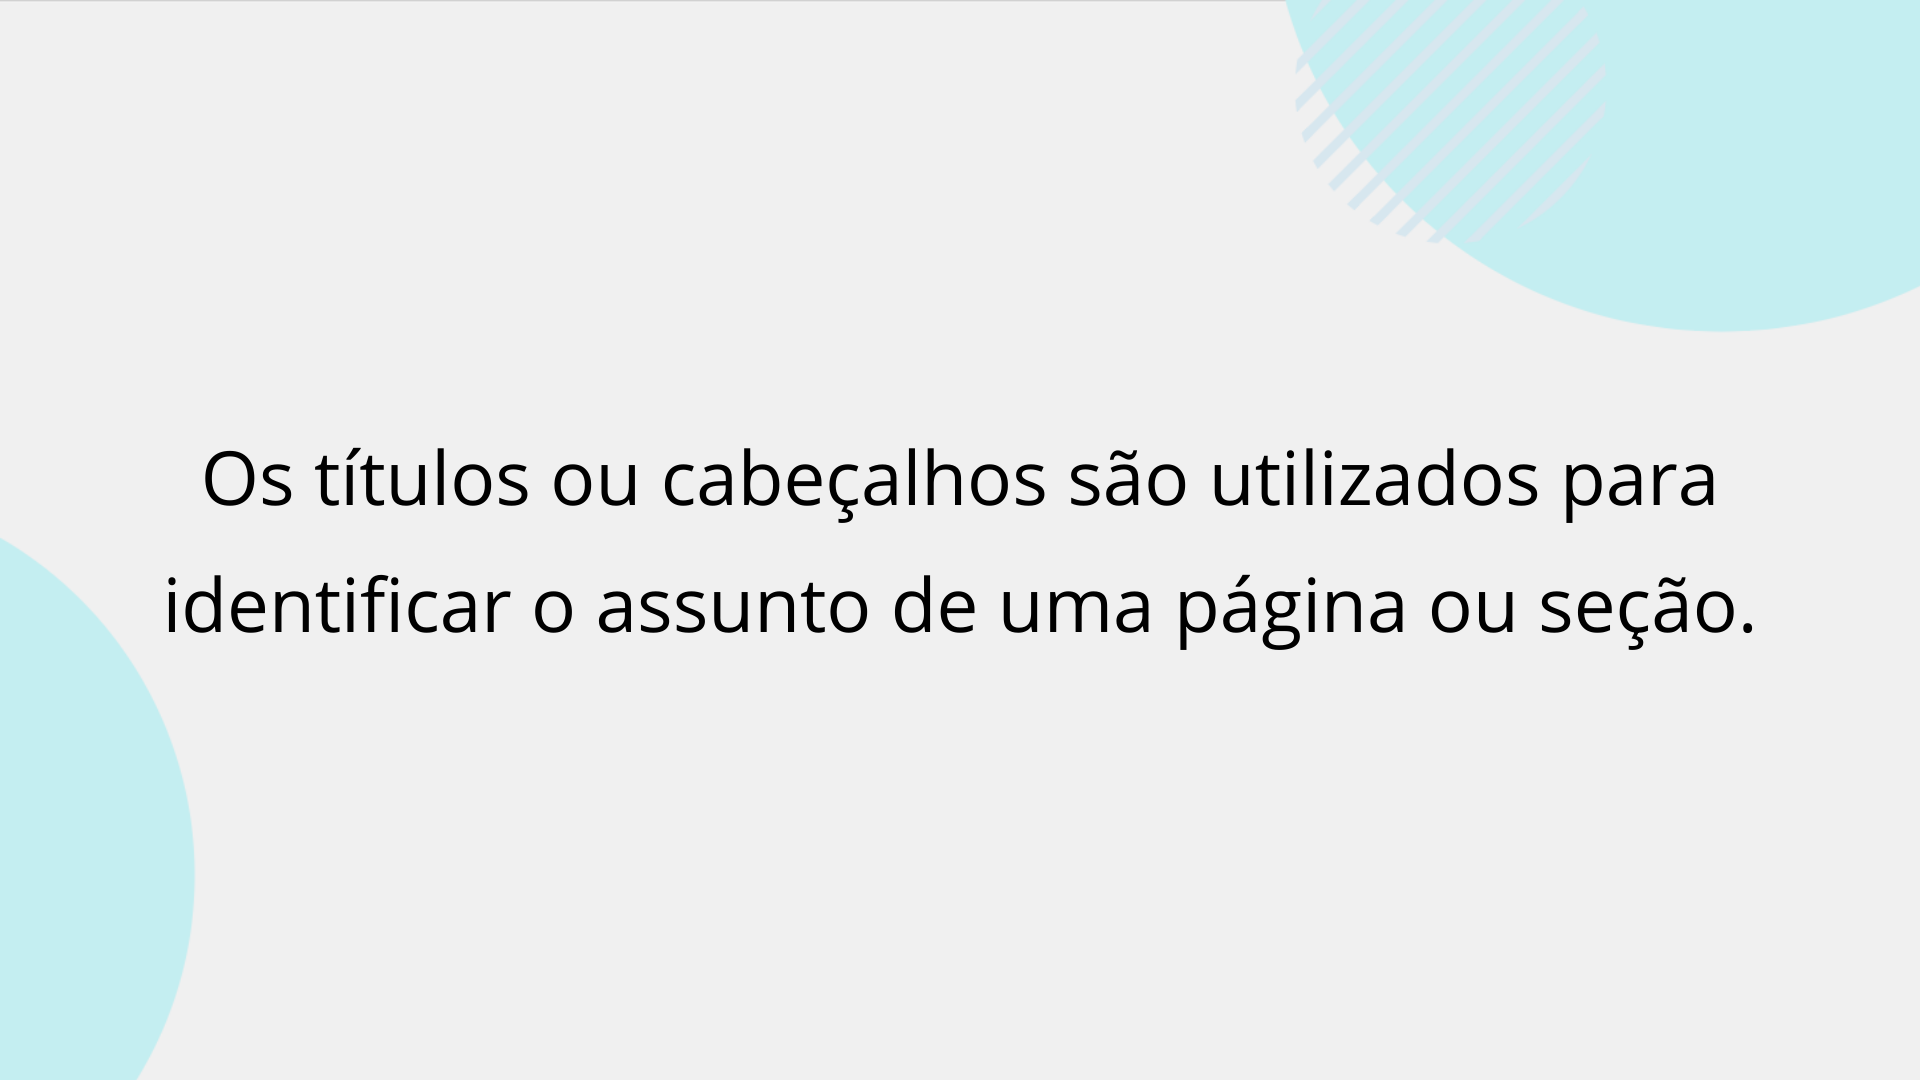 Os títulos ou cabeçalhos são utilizados para
identificar o assunto de uma página ou seção.